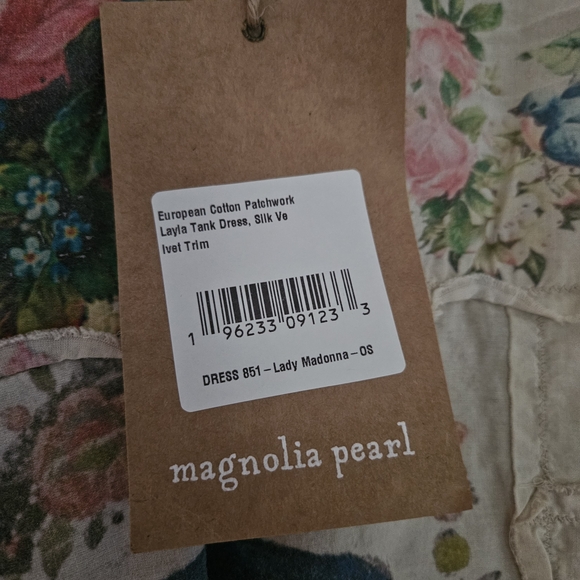 European Cotton Patchwork
Layla Tank Dress, Silk Ve
lvet Trim
1 96233 09123 3
DRESS 851 - Lady Madonna - OS
magnolia pearl